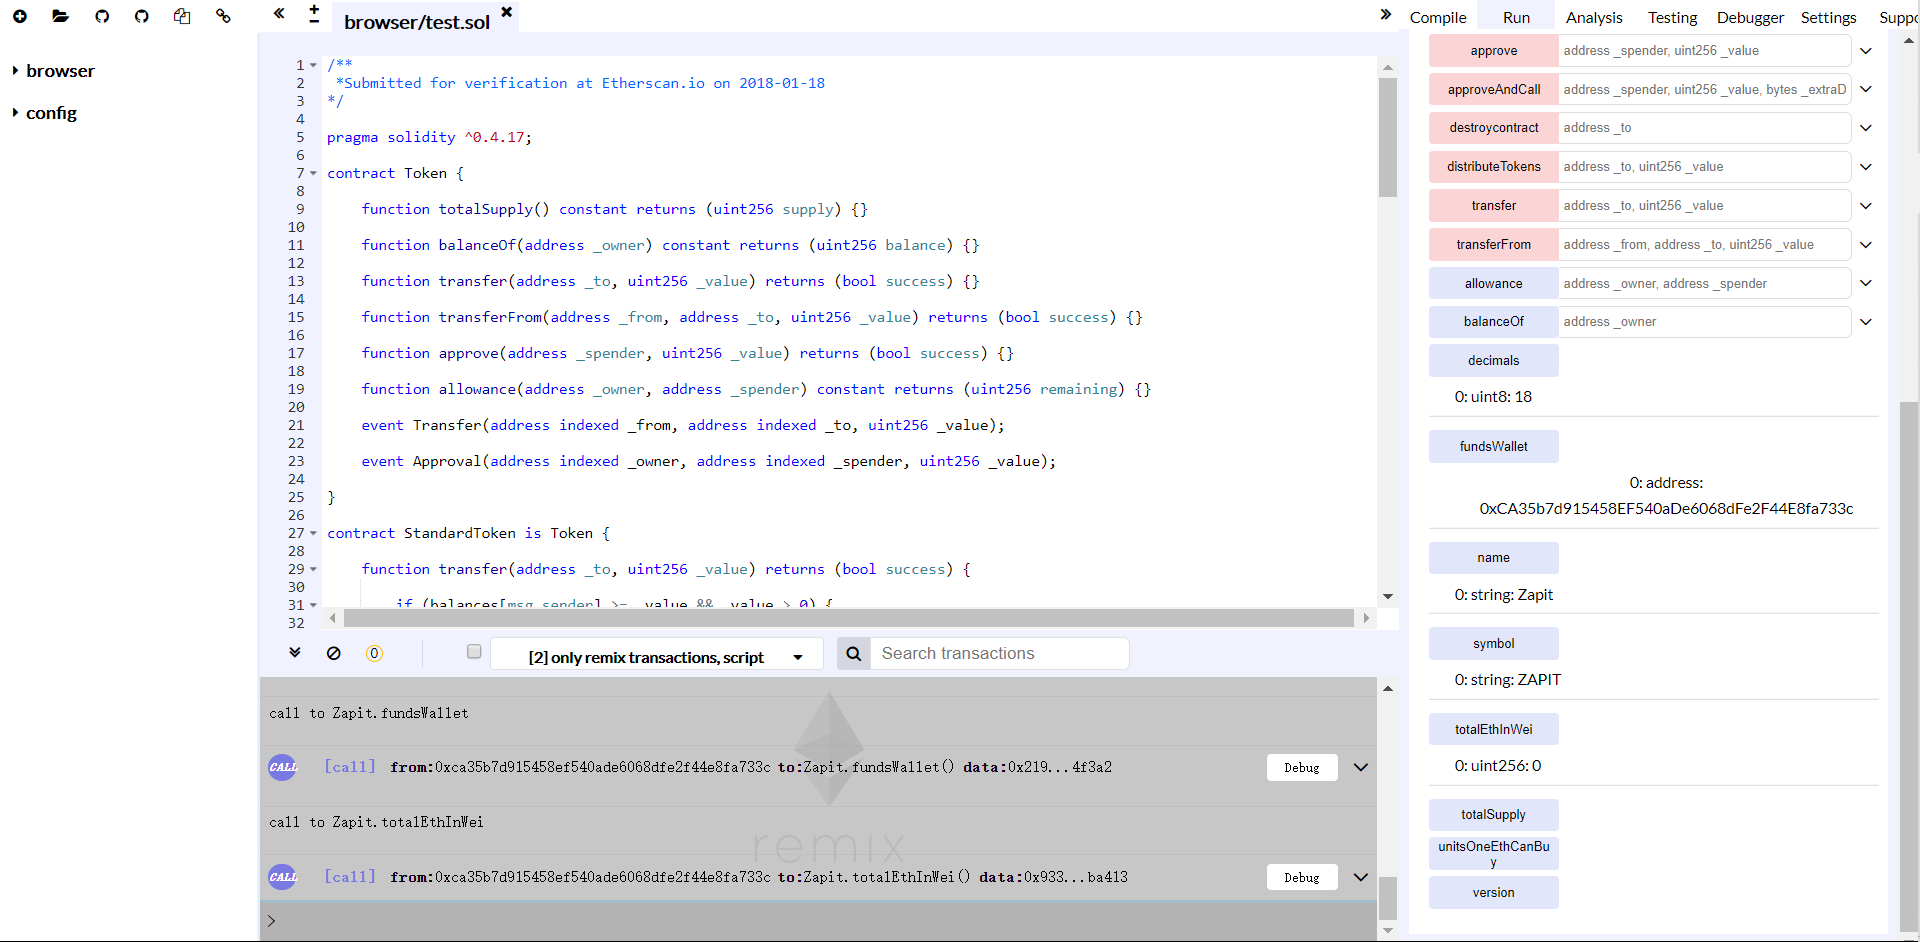 browser
config
browser/test.sol
1 /**
2 *Submitted for verification at Etherscan.io on 2018-01-18
3 */
4
5 pragma solidity ^0.4.17;
6
7 contract Token {
8
9 function totalSupply() constant returns (uint256 supply) {}
10
11 function balanceOf(address _owner) constant returns (uint256 balance) {}
12
13 function transfer(address _to, uint256 _value) returns (bool success) {}
14
15 function transferFrom(address _from, address _to, uint256 _value) returns (bool success) {}
16
17 function approve(address _spender, uint256 _value) returns (bool success) {}
18
19 function allowance(address _owner, address _spender) constant returns (uint256 remaining) {}
20
21 event Transfer(address indexed _from, address indexed _to, uint256 _value);
22
23 event Approval(address indexed _owner, address indexed _spender, uint256 _value);
24
25 }
26
27 contract StandardToken is Token {
28
29 function transfer(address _to, uint256 _value) returns (bool success) {
30
31 if (balances[msg.sender] >= _value && _value > 0) {
32
0
[2] only remix transactions, script
Search transactions
call to Zapit.fundsWallet
CALL [call] from:0xca35b7d915458ef540ade6068dfe2f44e8fa733c to:Zapit.fundsWallet() data:0x219...4f3a2 Debug
call to Zapit.totalEthInWei
remix
CALL [call] from:0xca35b7d915458ef540ade6068dfe2f44e8fa733c to:Zapit.totalEthInWei() data:0x933...ba413 Debug
>
Compile Run Analysis Testing Debugger Settings Suppo
approve address _spender, uint256 _value
approveAndCall address _spender, uint256 _value, bytes _extraD
destroycontract address _to
distributeTokens address _to, uint256 _value
transfer address _to, uint256 _value
transferFrom address _from, address _to, uint256 _value
allowance address _owner, address _spender
balanceOf address _owner
decimals
0: uint8: 18
fundsWallet
0: address:
0xCA35b7d915458EF540aDe6068dFe2F44E8fa733c
name
0: string: Zapit
symbol
0: string: ZAPIT
totalEthInWei
0: uint256: 0
totalSupply
unitsOneEthCanBu
y
version